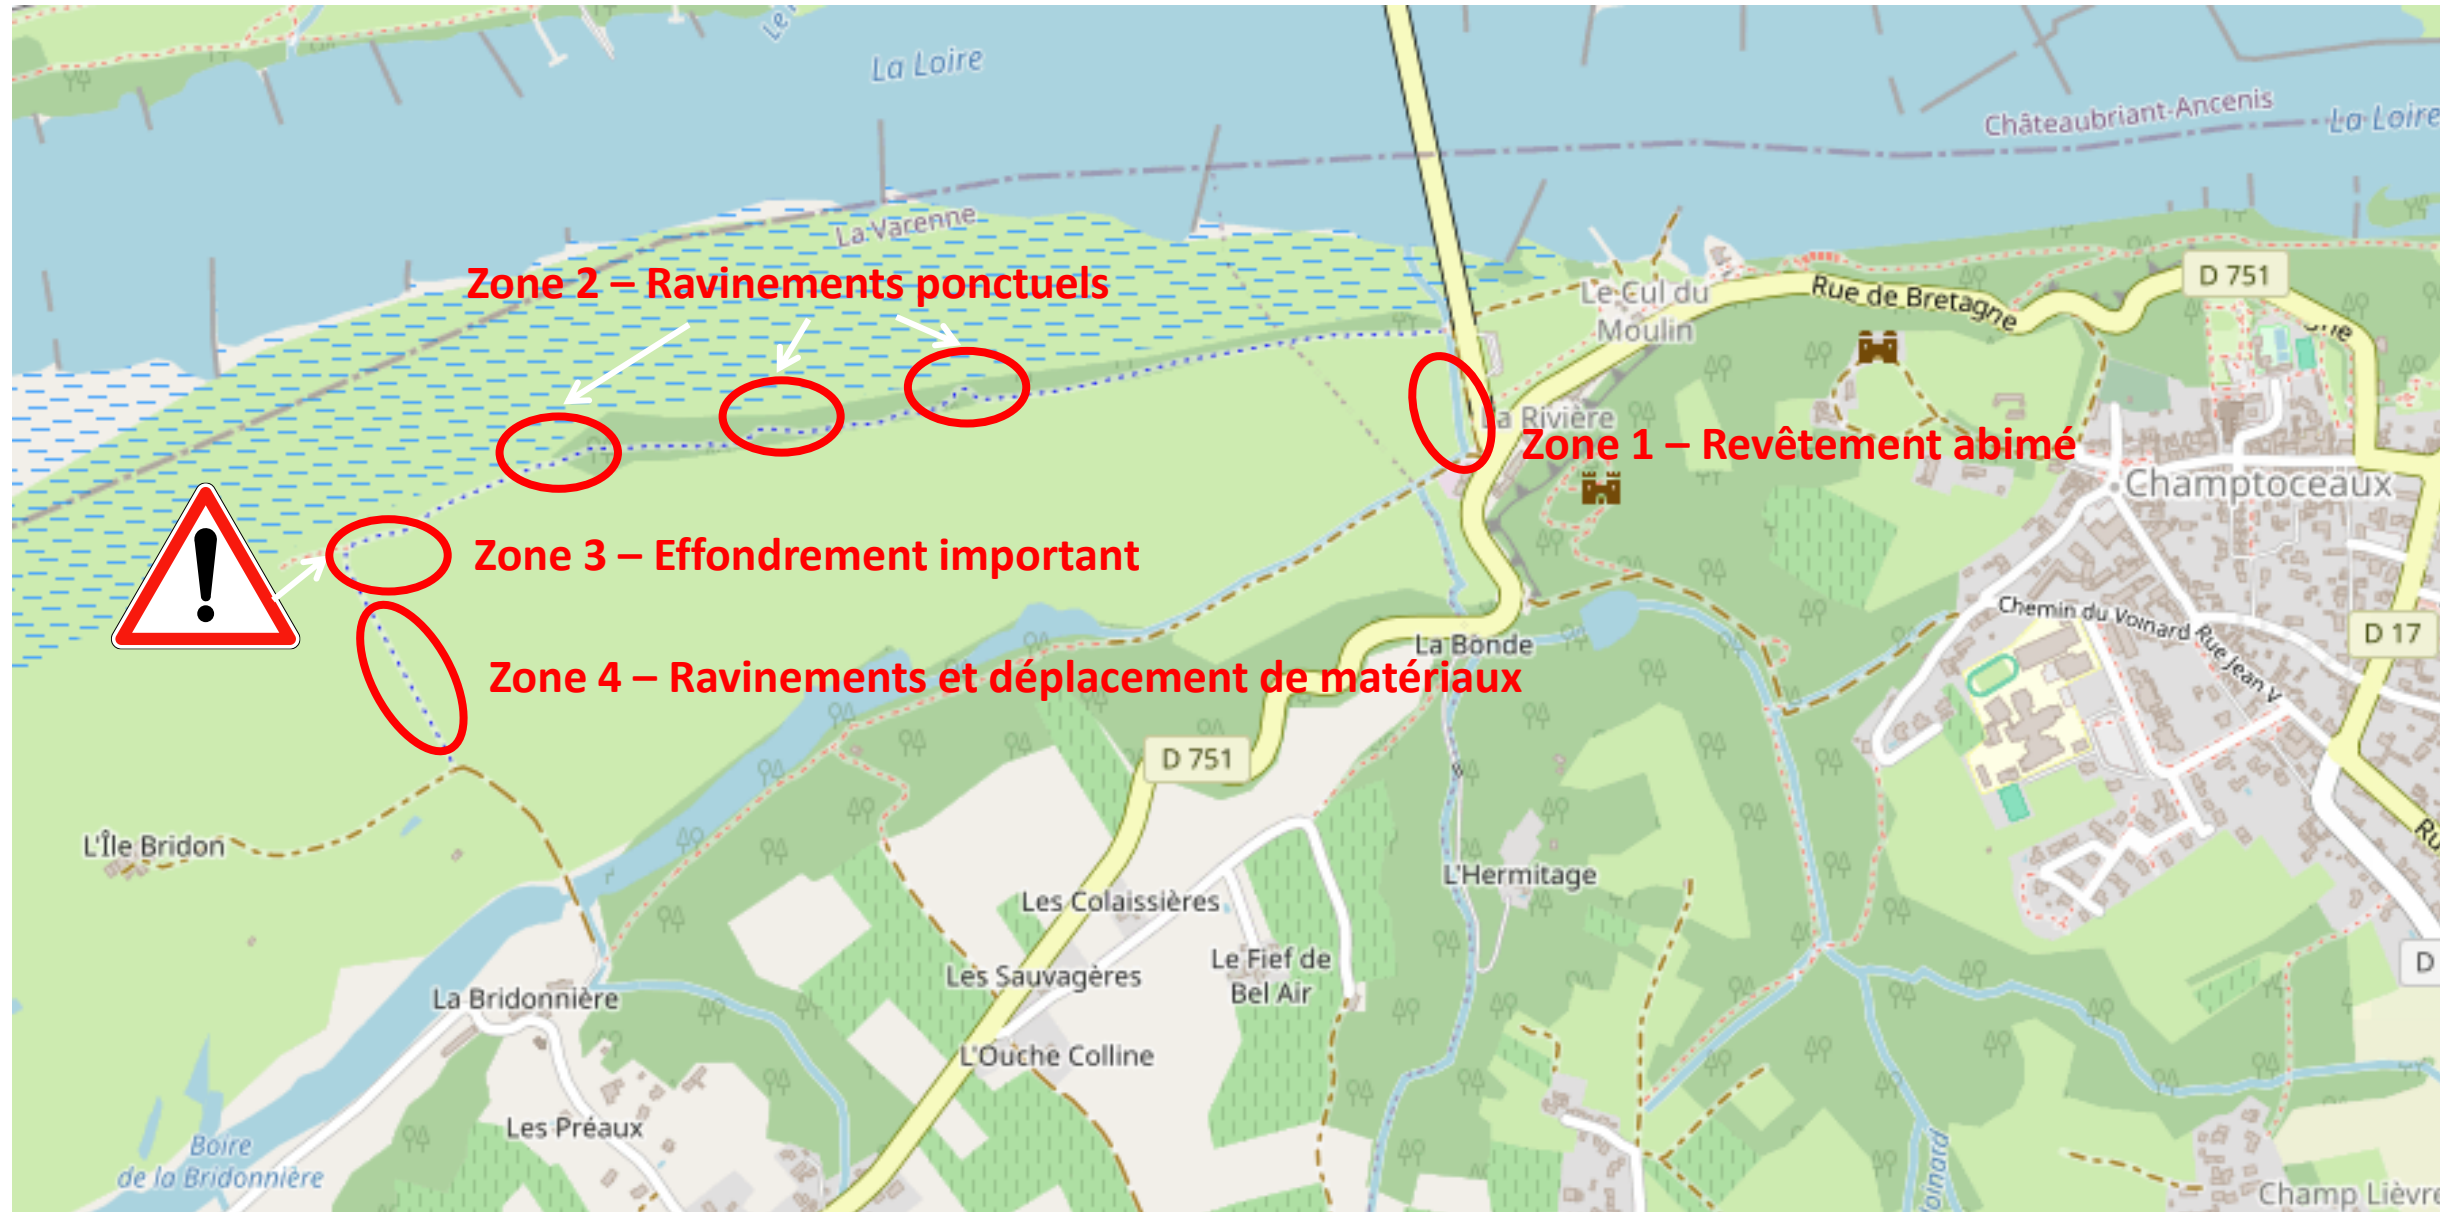 La Loire
Châteaubriant-Ancenis
La Loire
La Varenne
Zone 2 – Ravinements ponctuels
Le Cul du
Moulin
Rue de Bretagne
D 751
La Rivière
Zone 1 – Revêtement abimé
Champtoceaux
Zone 3 – Effondrement important
Chemin du Voinard
Rue Jean V
D 17
La Bonde
Zone 4 – Ravinements et déplacement de matériaux
D 751
L'Île Bridon
L'Hermitage
Les Colaissières
Le Fief de
Bel Air
Les Sauvagères
D
La Bridonnière
L'Ouche Colline
Les Préaux
Boire
de la Bridonnière
Champ Lièvre